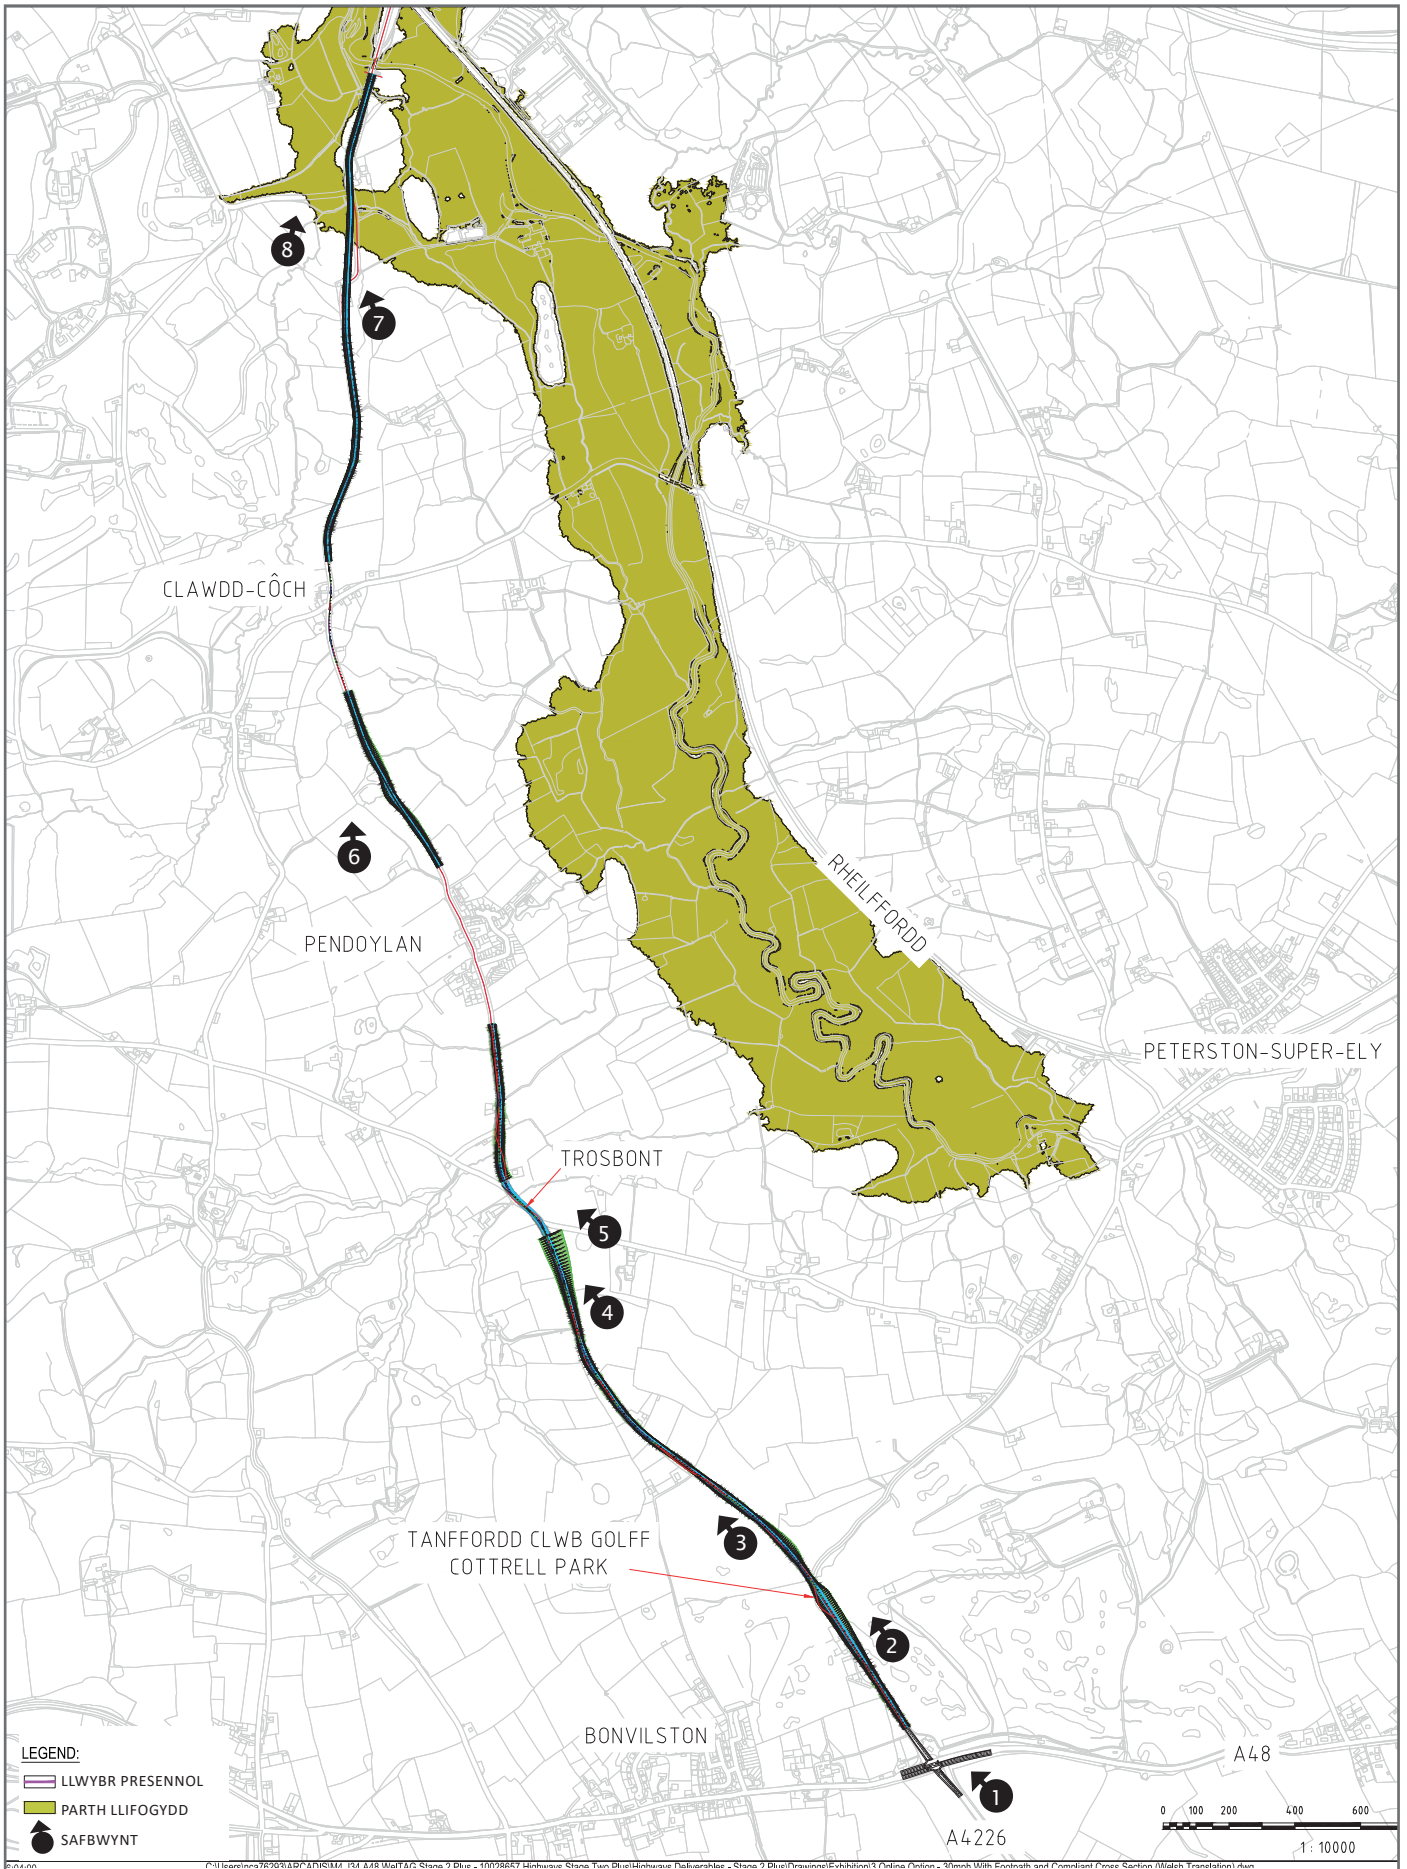 8
7
CLAWDD-CÔCH
6
RHEILFFORDD
PENDOYLAN
PETERSTON-SUPER-ELY
TROSBONT
5
4
TANFFORDD CLWB GOLFF
COTTRELL PARK
3
2
BONVILSTON
A48
1
A4226
LEGEND:
LLWYBR PRESENNOL
PARTH LLIFOGYDD
SAFBWYNT
0 100 200 400 600
1 : 10000